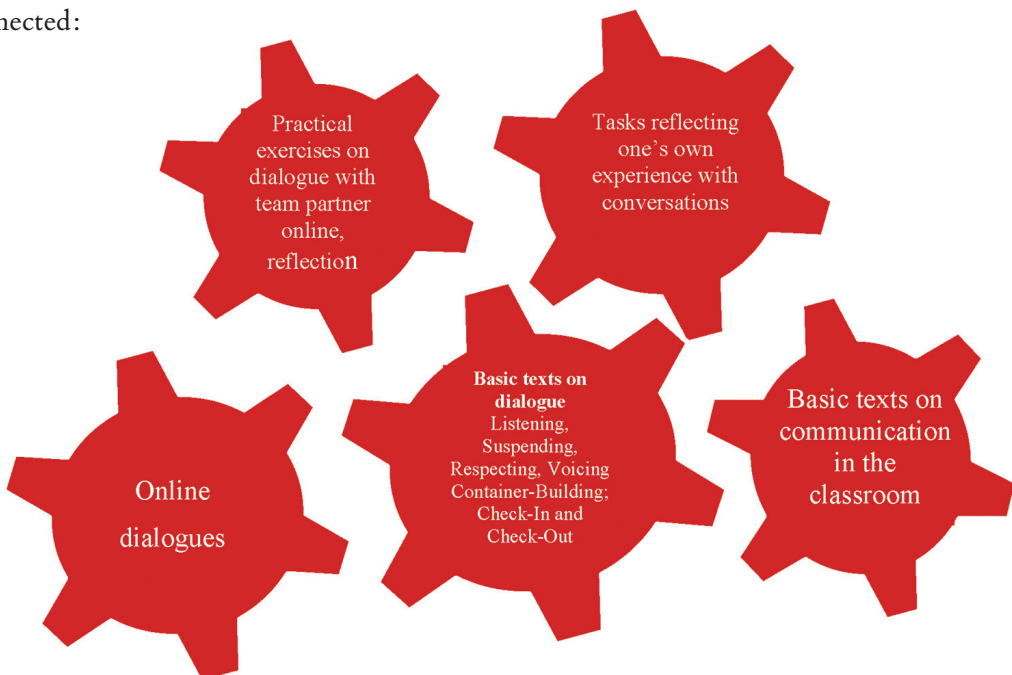 nected:
Practical
exercises on
dialogue with
team partner
online,
reflection
Tasks reflecting
one’s own
experience with
conversations
Online
dialogues
Basic texts on
dialogue
Listening,
Suspending,
Respecting, Voicing
Container-Building;
Check-In and
Check-Out
Basic texts on
communication
in the
classroom